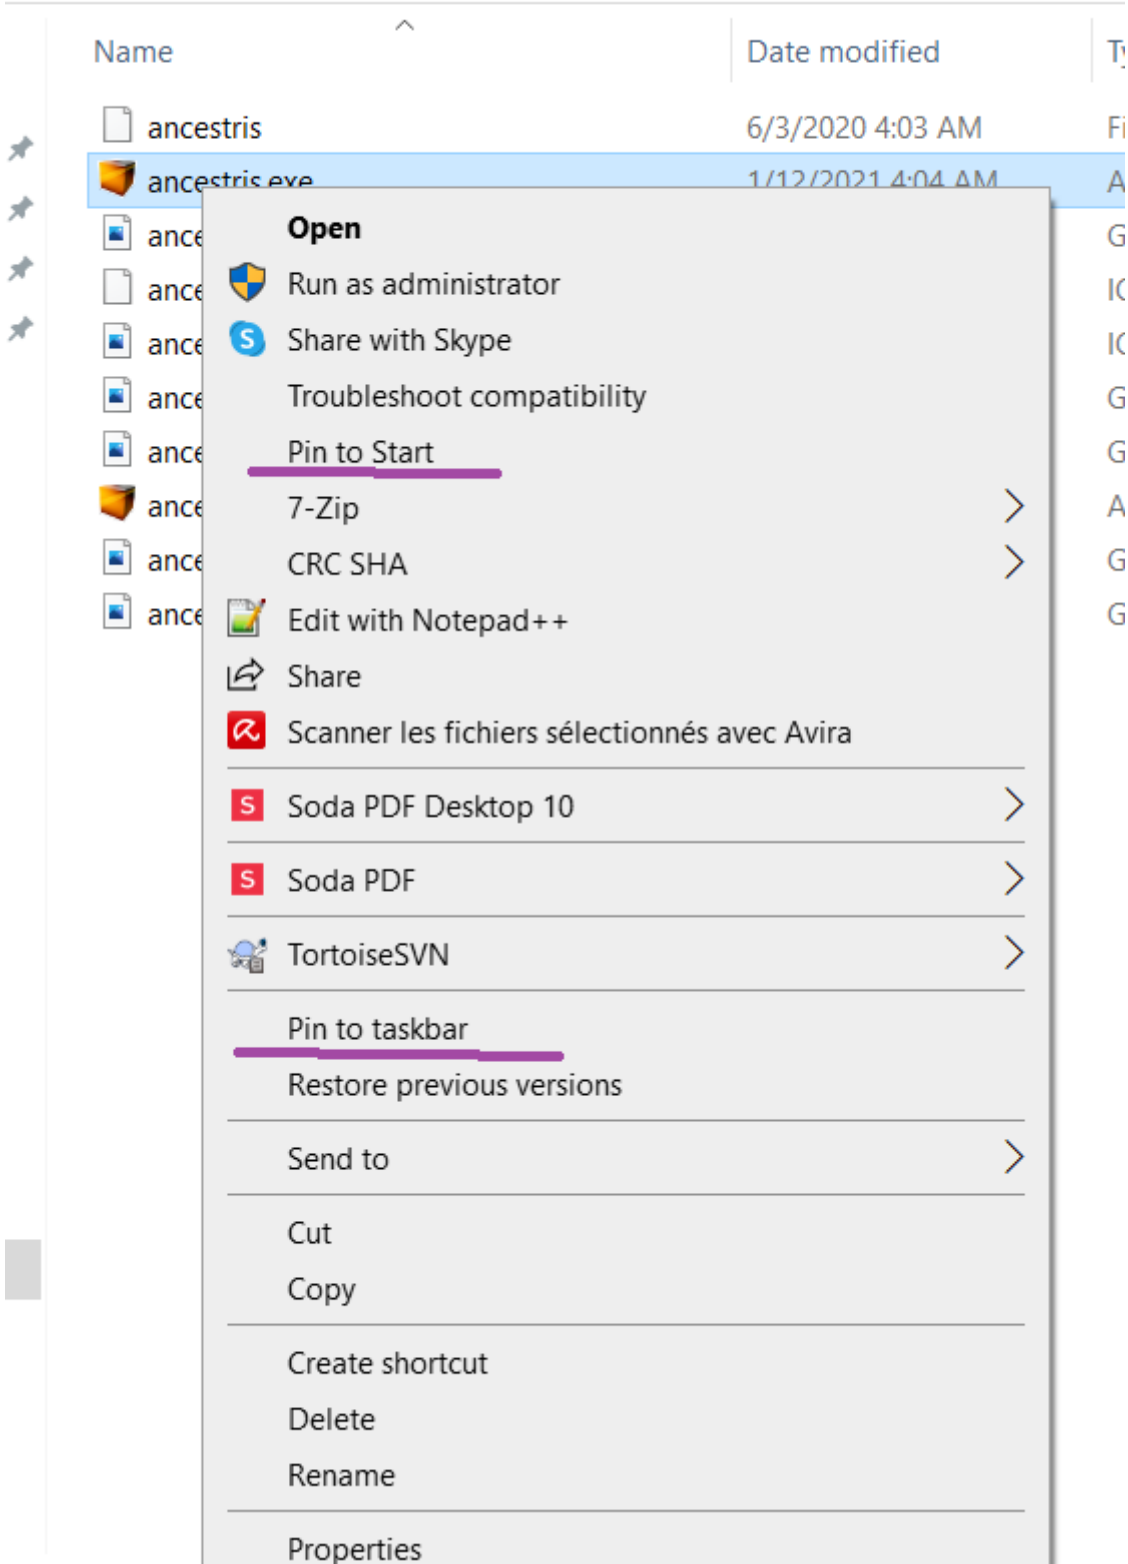 Name Date modified
ancestris 6/3/2020 4:03 AM
ancestris.exe 1/12/2021 4:04 AM
Open
Run as administrator
Share with Skype
Troubleshoot compatibility
Pin to Start
7-Zip
CRC SHA
Edit with Notepad++
Share
Scanner les fichiers sélectionnés avec Avira
Soda PDF Desktop 10
Soda PDF
TortoiseSVN
Pin to taskbar
Restore previous versions
Send to
Cut
Copy
Create shortcut
Delete
Rename
Properties